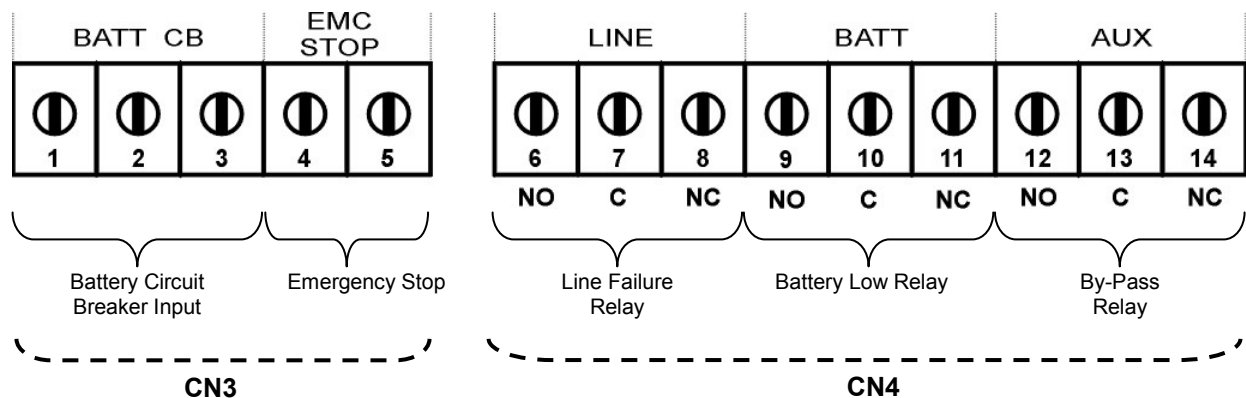 BATT CB
EMC
STOP
LINE
BATT
AUX
1 2 3 4 5
6 7 8 9 10 11 12 13 14
NO C NC NO C NC NO C NC
Battery Circuit
Breaker Input
Emergency Stop
Line Failure
Relay
Battery Low Relay
By-Pass
Relay
CN3
CN4